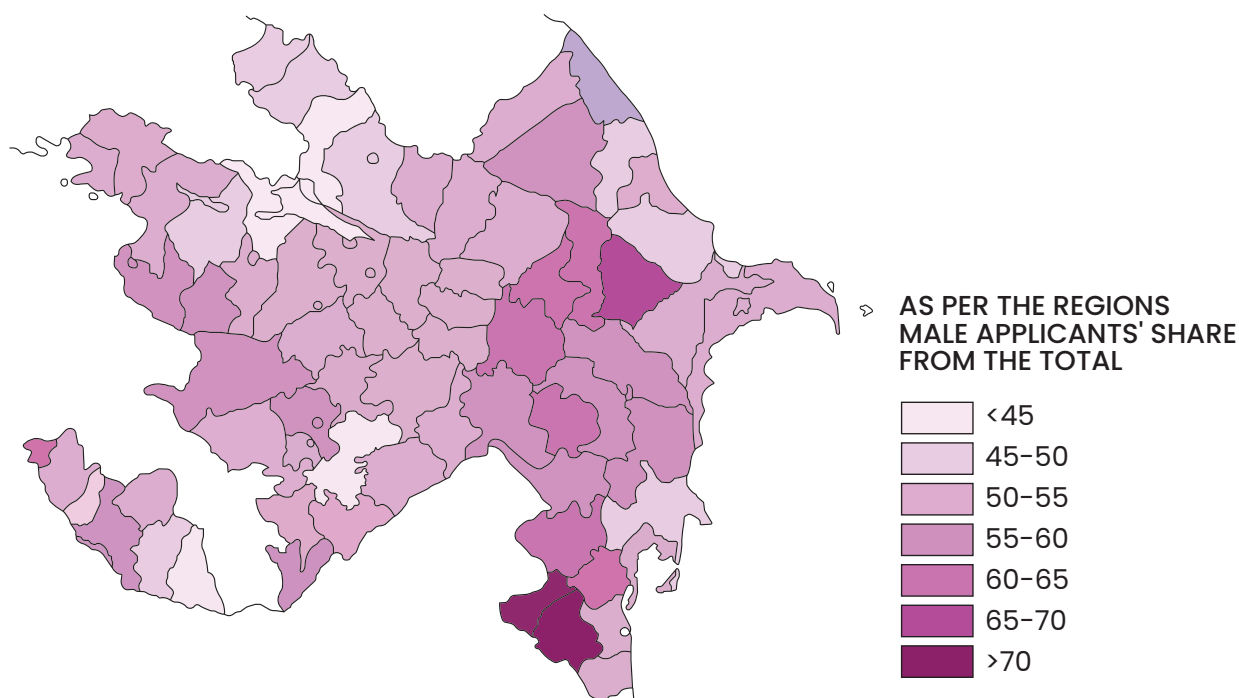 AS PER THE REGIONS
MALE APPLICANTS' SHARE
FROM THE TOTAL
<45
45-50
50-55
55-60
60-65
65-70
>70